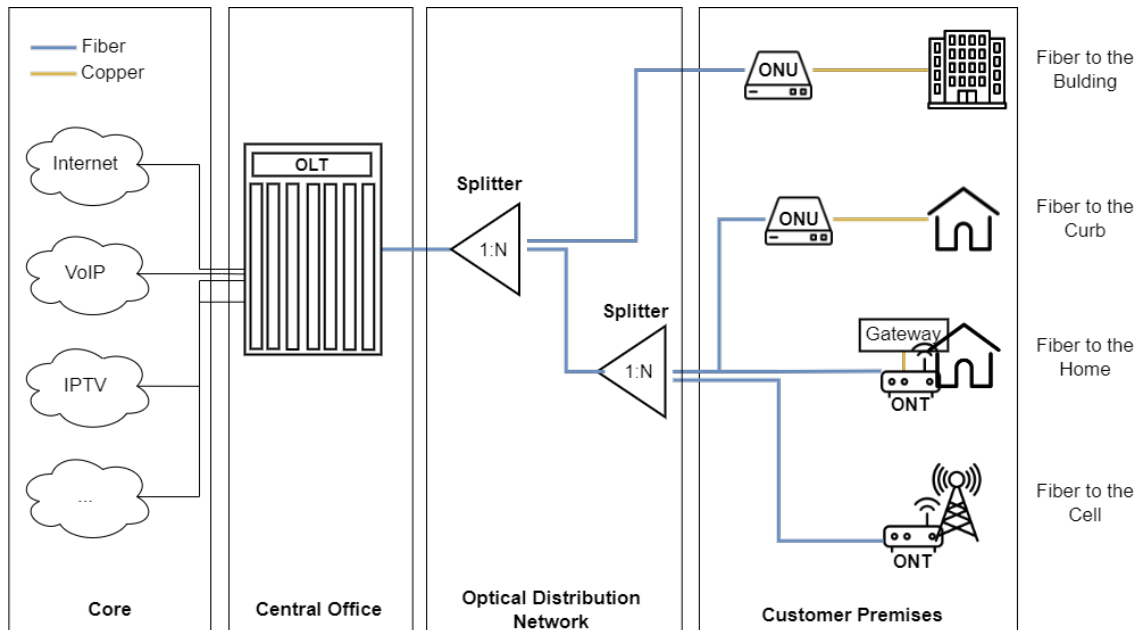 Fiber
Copper
Internet
VoIP
IPTV
...
Core
OLT
Central Office
Splitter
1:N
Splitter
1:N
Optical Distribution
Network
ONU
ONU
Gateway
ONT
ONT
Customer Premises
Fiber to the
Bulding
Fiber to the
Curb
Fiber to the
Home
Fiber to the
Cell